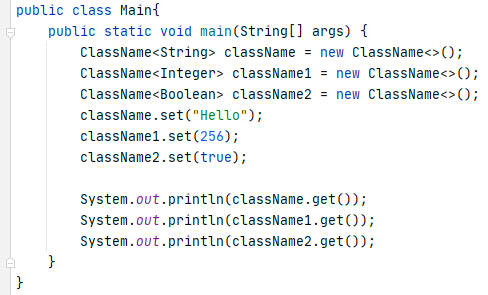 public class Main{
    public static void main(String[] args) {
        ClassName<String> className = new ClassName<>();
        ClassName<Integer> className1 = new ClassName<>();
        ClassName<Boolean> className2 = new ClassName<>();
        className.set("Hello");
        className1.set(256);
        className2.set(true);

        System.out.println(className.get());
        System.out.println(className1.get());
        System.out.println(className2.get());
    }
}